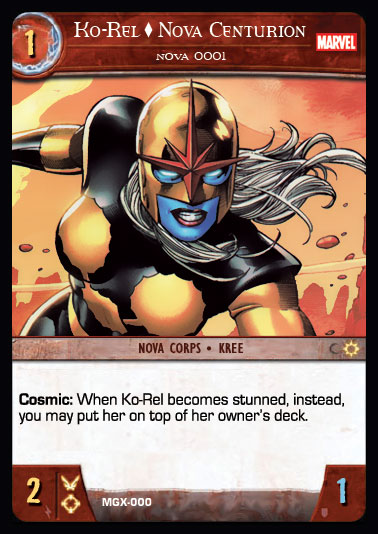 1
Ko-Rel ♦ Nova Centurion
MARVEL
NOVA 0001
NOVA CORPS • KREE
C
Cosmic: When Ko-Rel becomes stunned, instead,
you may put her on top of her owner's deck.
2
MGX-000
1